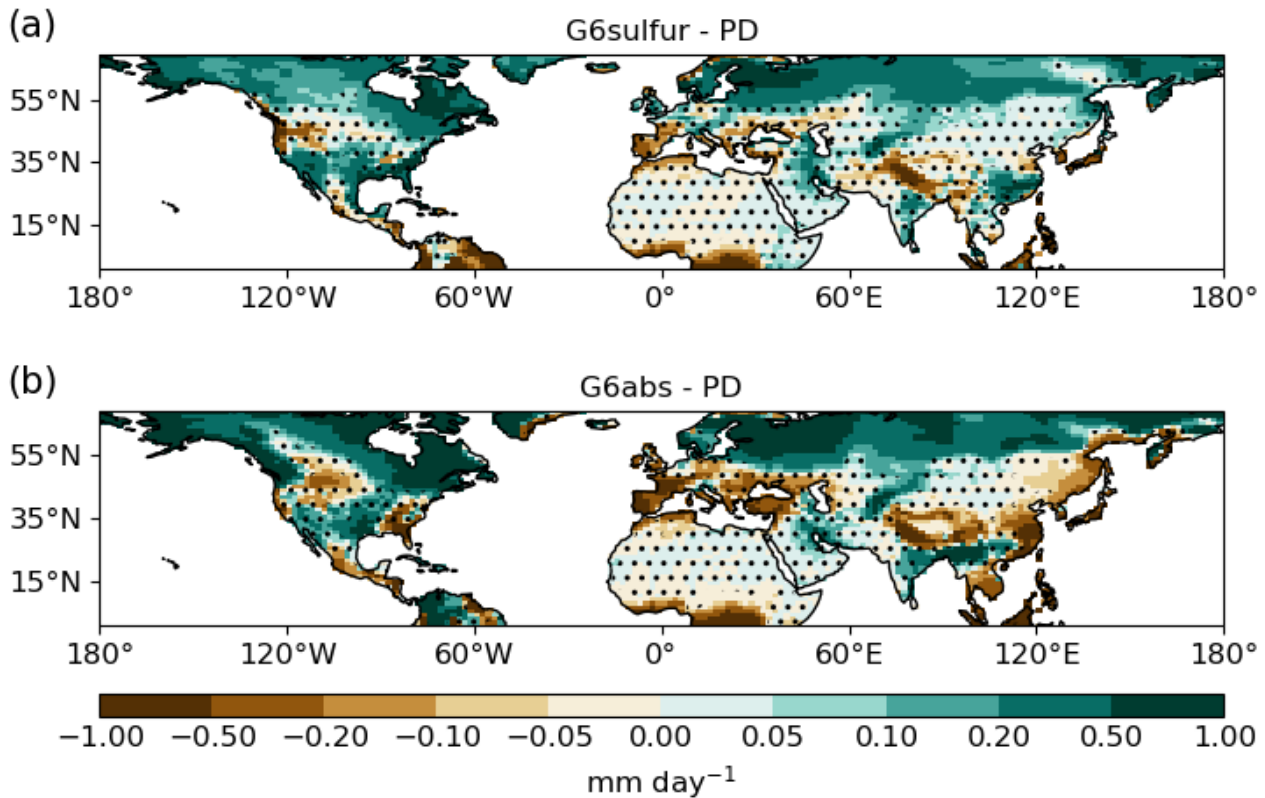 (a)
G6sulfur - PD
55°N
35°N
15°N
180° 120°W 60°W 0° 60°E 120°E 180°
(b)
G6abs - PD
55°N
35°N
15°N
180° 120°W 60°W 0° 60°E 120°E 180°
−1.00 −0.50 −0.20 −0.10 −0.05 0.00 0.05 0.10 0.20 0.50 1.00
mm day⁻¹